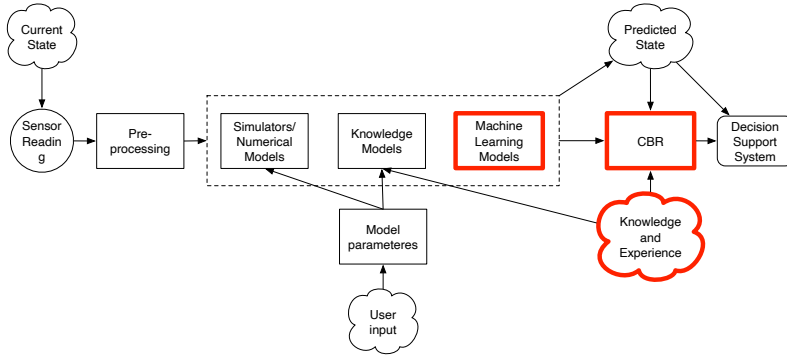 Current
State
Predicted
State
Sensor
Readin
g
Pre-
processing
Simulators/
Numerical
Models
Knowledge
Models
Machine
Learning
Models
CBR
Decision
Support
System
Model
parameteres
Knowledge
and
Experience
User
input